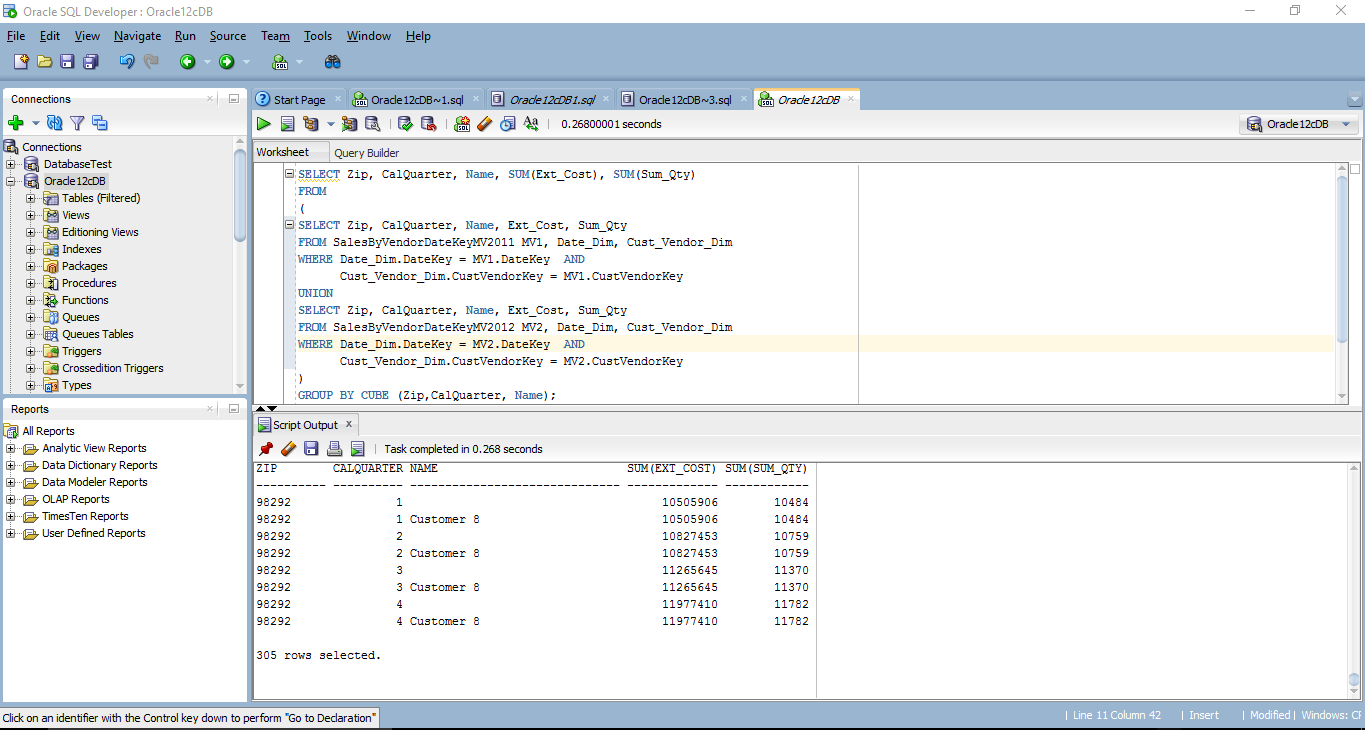 Oracle SQL Developer : Oracle12cDB
File Edit View Navigate Run Source Team Tools Window Help
Connections
Connections
DatabaseTest
Oracle12cDB
Tables (Filtered)
Views
Editioning Views
Indexes
Packages
Procedures
Functions
Queues
Queues Tables
Triggers
Crossedition Triggers
Types
Reports
All Reports
Analytic View Reports
Data Dictionary Reports
Data Modeler Reports
OLAP Reports
TimesTen Reports
User Defined Reports
Start Page Oracle12cDB~1.sql Oracle12cDB1.sql Oracle12cDB~3.sql Oracle12cDB
0.26800001 seconds Oracle12cDB
Worksheet Query Builder
SELECT Zip, CalQuarter, Name, SUM(Ext_Cost), SUM(Sum_Qty)
FROM
(
SELECT Zip, CalQuarter, Name, Ext_Cost, Sum_Qty
FROM SalesByVendorDateKeyMV2011 MV1, Date_Dim, Cust_Vendor_Dim
WHERE Date_Dim.DateKey = MV1.DateKey AND
Cust_Vendor_Dim.CustVendorKey = MV1.CustVendorKey
UNION
SELECT Zip, CalQuarter, Name, Ext_Cost, Sum_Qty
FROM SalesByVendorDateKeyMV2012 MV2, Date_Dim, Cust_Vendor_Dim
WHERE Date_Dim.DateKey = MV2.DateKey AND
Cust_Vendor_Dim.CustVendorKey = MV2.CustVendorKey
)
GROUP BY CUBE (Zip,CalQuarter, Name);
Script Output
Task completed in 0.268 seconds
ZIP CALQUARTER NAME SUM(EXT_COST) SUM(SUM_QTY)
---------- ---------- ------------------------------ ------------- ------------
98292 1 10505906 10484
98292 1 Customer 8 10505906 10484
98292 2 10827453 10759
98292 2 Customer 8 10827453 10759
98292 3 11265645 11370
98292 3 Customer 8 11265645 11370
98292 4 11977410 11782
98292 4 Customer 8 11977410 11782
305 rows selected.
Click on an identifier with the Control key down to perform "Go to Declaration"
| Line 11 Column 42 | Insert | Modified | Windows: CF